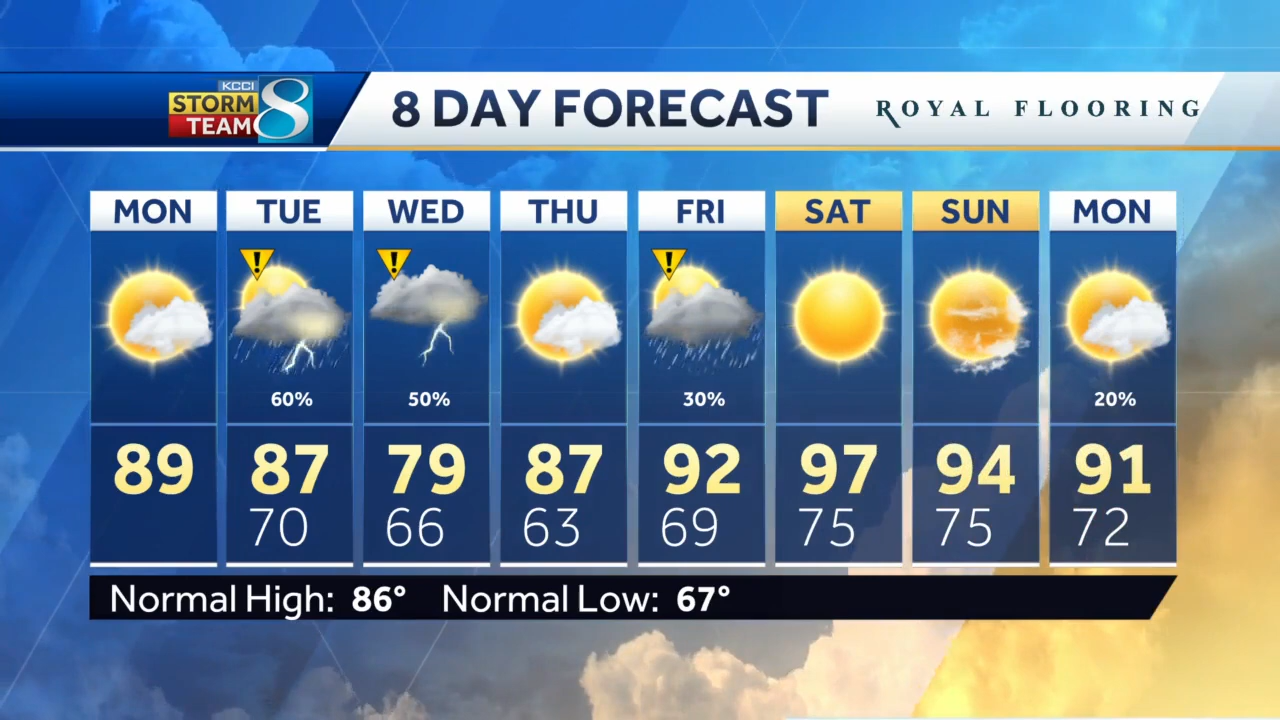 KCCI
STORM
TEAM
8
8 DAY FORECAST
ROYAL FLOORING
MON TUE WED THU FRI SAT SUN MON
! ! !
60% 50% 30% 20%
89 87 79 87 92 97 94 91
70 66 63 69 75 75 72
Normal High: 86° Normal Low: 67°